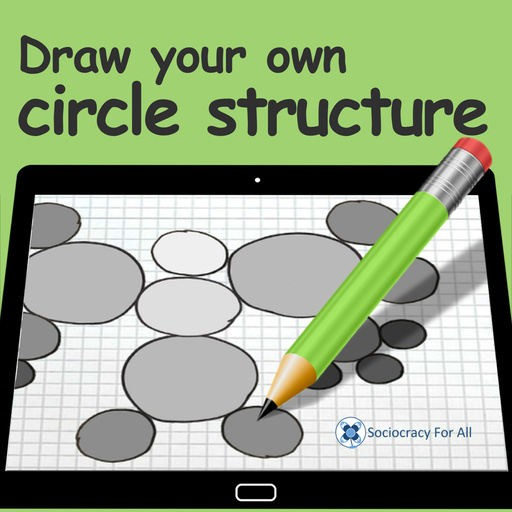 Draw your own
circle structure
Sociocracy For All